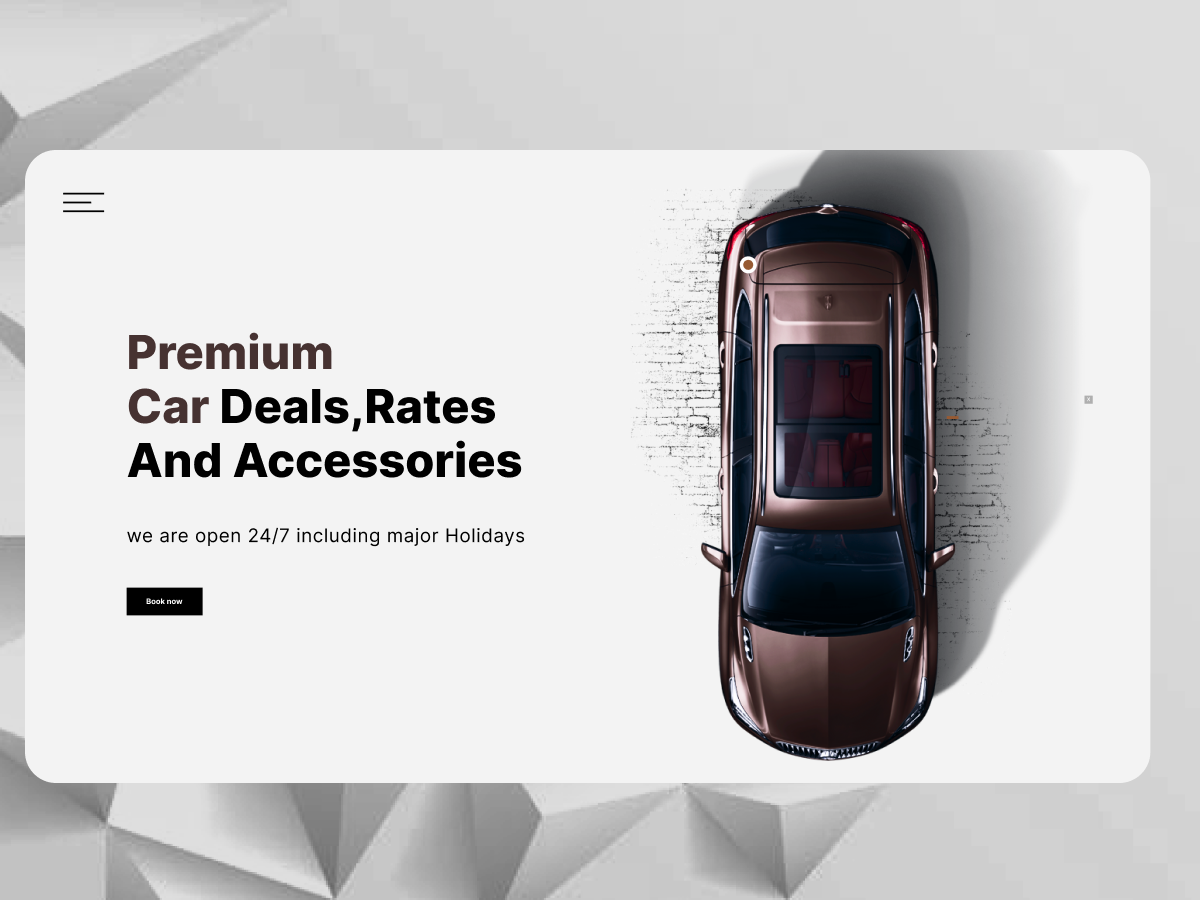 Premium
Car Deals,Rates
And Accessories
we are open 24/7 including major Holidays
Book now